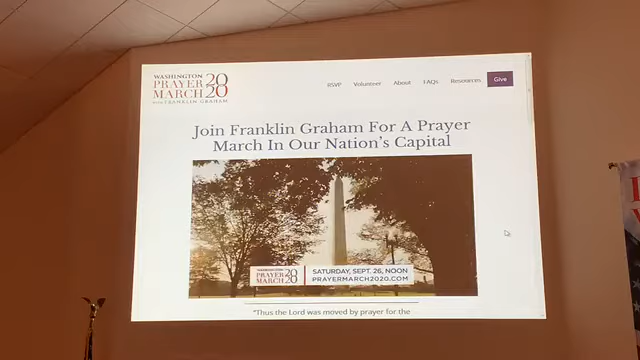 WASHINGTON
PRAYER
MARCH
2020
WITH FRANKLIN GRAHAM
RSVP Volunteer About FAQs Resources Give
Join Franklin Graham For A Prayer
March In Our Nation's Capital
WASHINGTON
PRAYER
MARCH
2020
SATURDAY, SEPT. 26, NOON
PRAYERMARCH2020.COM
"Thus the Lord was moved by prayer for the